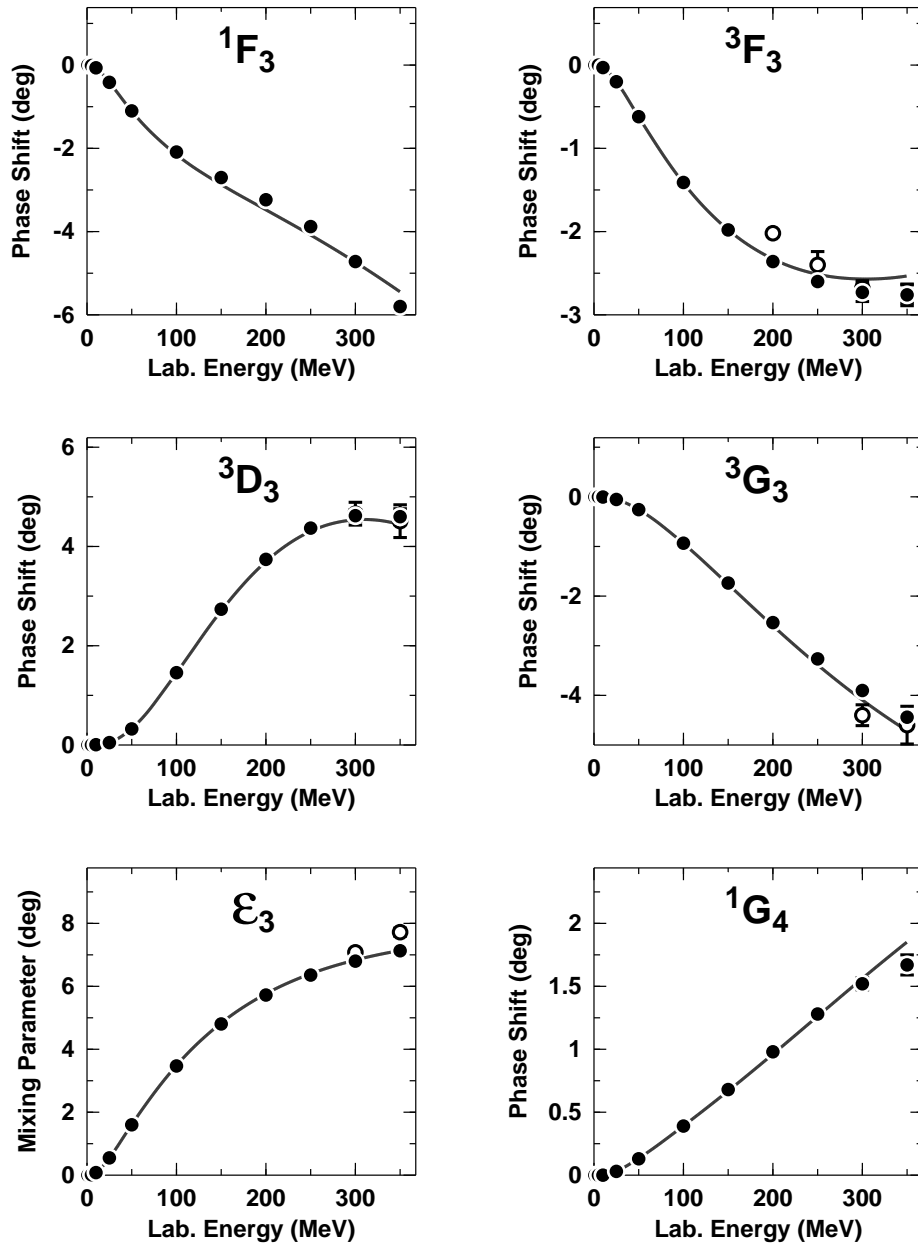 ¹F₃
Phase Shift (deg)
0
-2
-4
-6
0 100 200 300
Lab. Energy (MeV)
³F₃
Phase Shift (deg)
0
-1
-2
-3
0 100 200 300
Lab. Energy (MeV)
³D₃
Phase Shift (deg)
6
4
2
0
0 100 200 300
Lab. Energy (MeV)
³G₃
Phase Shift (deg)
0
-2
-4
0 100 200 300
Lab. Energy (MeV)
ε₃
Mixing Parameter (deg)
8
6
4
2
0
0 100 200 300
Lab. Energy (MeV)
¹G₄
Phase Shift (deg)
2
1.5
1
0.5
0
0 100 200 300
Lab. Energy (MeV)